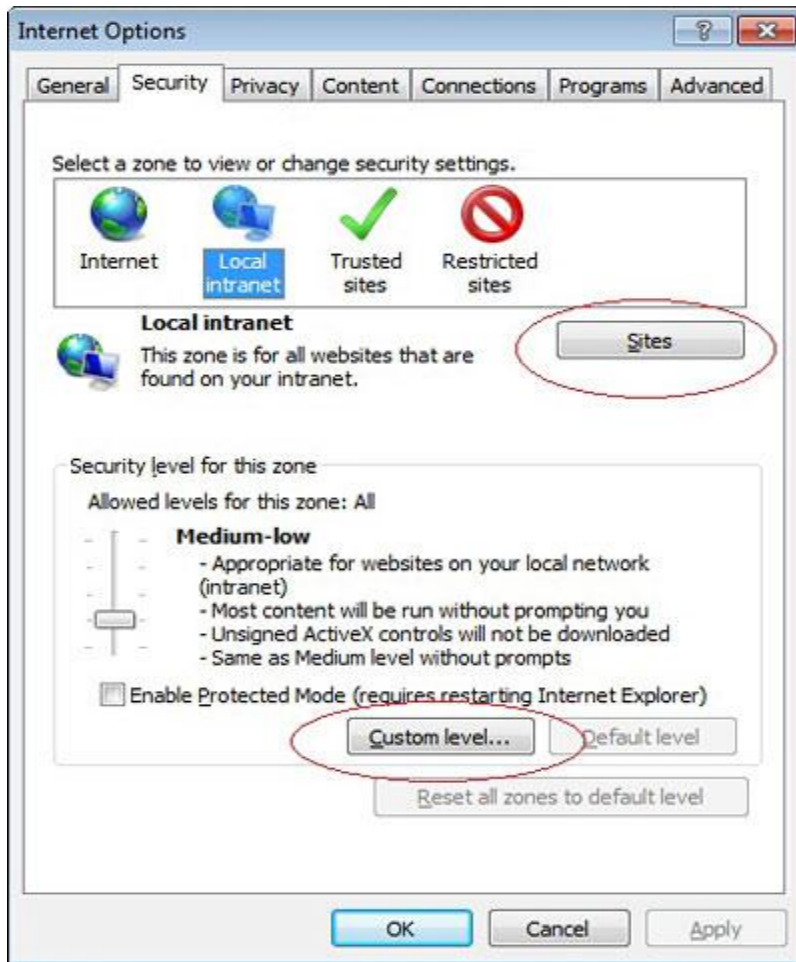 Internet Options
General Security Privacy Content Connections Programs Advanced
Select a zone to view or change security settings.
Internet
Local intranet
Trusted sites
Restricted sites
Local intranet
Sites
This zone is for all websites that are
found on your intranet.
Security level for this zone
Allowed levels for this zone: All
Medium-low
- Appropriate for websites on your local network
(intranet)
- Most content will be run without prompting you
- Unsigned ActiveX controls will not be downloaded
- Same as Medium level without prompts
Enable Protected Mode (requires restarting Internet Explorer)
Custom level... Default level
Reset all zones to default level
OK Cancel Apply